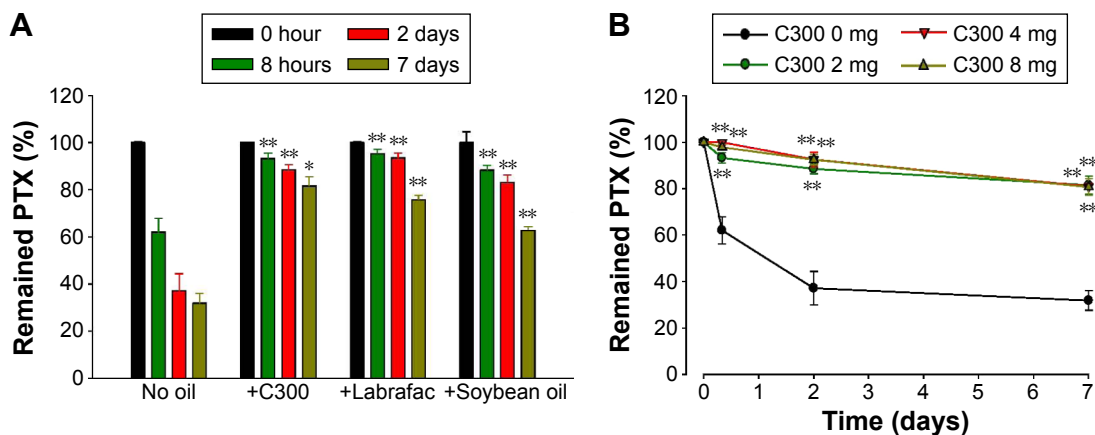 A
0 hour
2 days
8 hours
7 days
Remained PTX (%)
120
100
80
60
40
20
0
** ** *
** ** **
** ** **
No oil
+C300
+Labrafac
+Soybean oil
B
C300 0 mg
C300 4 mg
C300 2 mg
C300 8 mg
Remained PTX (%)
120
100
80
60
40
20
0
** **
**
** **
**
**
**
**
0 1 2 3 4 5 6 7
Time (days)